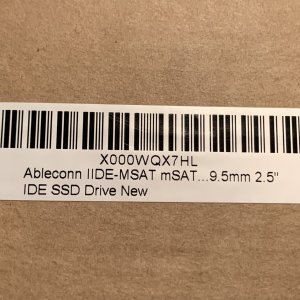 X000WQX7HL
Ableconn IIDE-MSAT mSAT...9.5mm 2.5"
IDE SSD Drive New